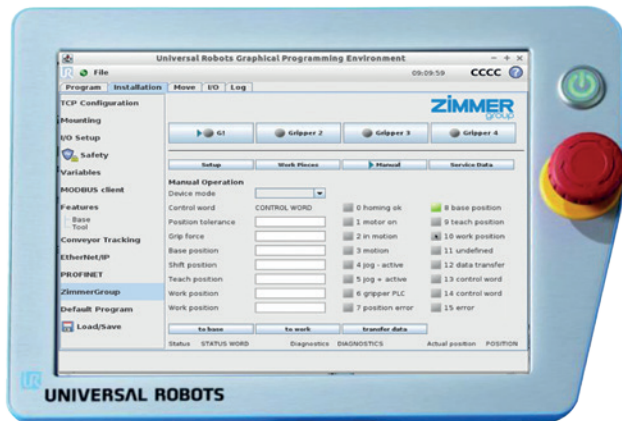 Universal Robots Graphical Programming Environment
File 09:09:59 CCCC ?
Program Installation Move I/O Log
TCP Configuration
Mounting
I/O Setup
Safety
Variables
MODBUS client
Features
Base
Tool
Conveyor Tracking
EtherNet/IP
PROFINET
ZimmerGroup
Default Program
Load/Save
ZIMMER
group
G1 Gripper 2 Gripper 3 Gripper 4
Setup Work Pieces Manual Service Data
Manual Operation
Device mode
Control word CONTROL WORD 0 homing ok 8 base position
Position tolerance 1 motor on 9 teach position
Grip force 2 in motion 10 work position
Base position 3 motion 11 undefined
Shift position 4 jog - active 12 data transfer
Teach position 5 jog + active 13 control word
Work position 6 gripper PLC 14 control word
Work position 7 position error 15 error
to base to work transfer data
Status STATUS WORD Diagnostics DIAGNOSTICS Actual position POSITION
UR
UNIVERSAL ROBOTS